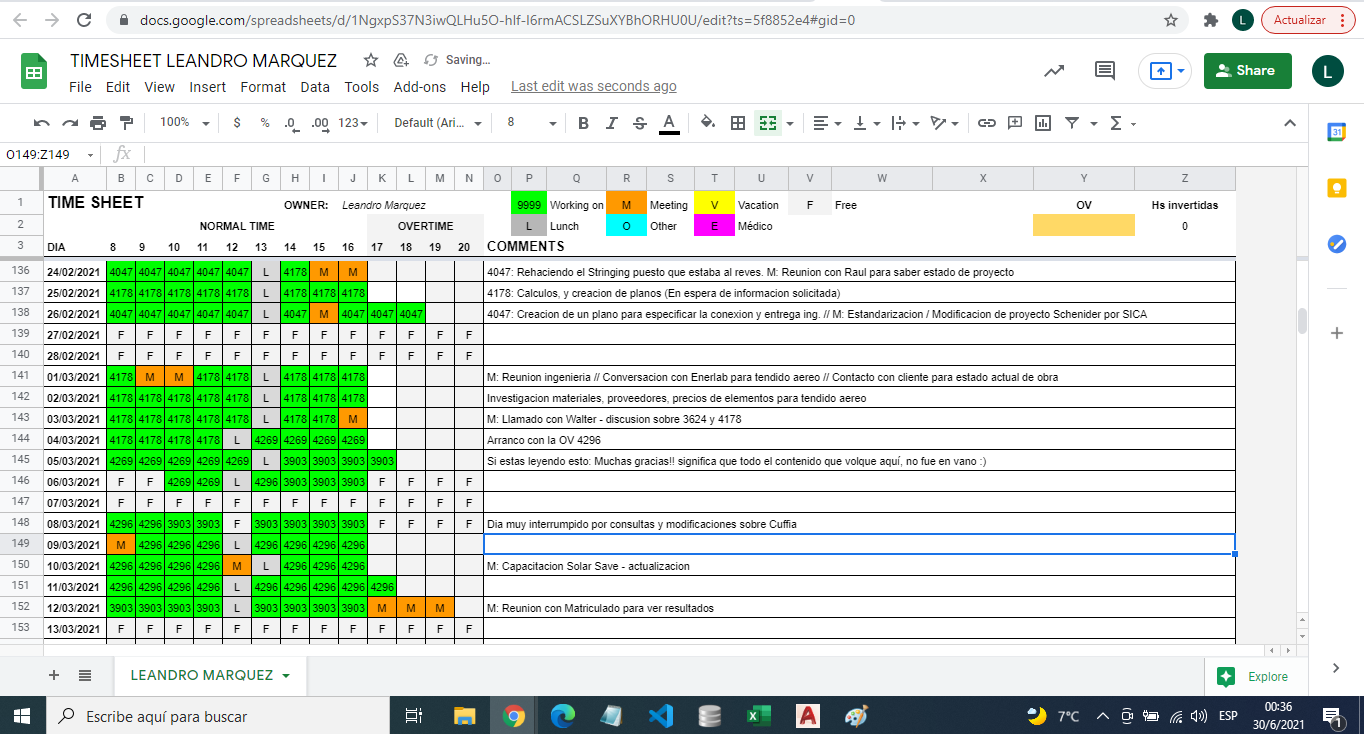 docs.google.com/spreadsheets/d/1NgxpS37N3iwQLHu5O-hIf-I6rmACSLZSuXYBhORHU0U/edit?ts=5f8852e4#gid=0 L Actualizar
TIMESHEET LEANDRO MARQUEZ Saving...
File Edit View Insert Format Data Tools Add-ons Help Last edit was seconds ago Share L
100% $ % .0 .00 123 Default (Ari... 8 B I S A Σ
O149:Z149 fx
A B C D E F G H I J K L M N O P Q R S T U V W X Y Z
1 TIME SHEET OWNER: Leandro Marquez 9999 Working on M Meeting V Vacation F Free OV Hs invertidas
2 NORMAL TIME OVERTIME L Lunch O Other E Médico 0
3 DIA 8 9 10 11 12 13 14 15 16 17 18 19 20 COMMENTS
136 24/02/2021 4047 4047 4047 4047 4047 L 4178 M M 4047: Rehaciendo el Stringing puesto que estaba al reves. M: Reunion con Raul para saber estado de proyecto
137 25/02/2021 4178 4178 4178 4178 4178 L 4178 4178 4178 4178: Calculos, y creacion de planos (En espera de informacion solicitada)
138 26/02/2021 4047 4047 4047 4047 4047 L 4047 M 4047 4047 4047 4047: Creacion de un plano para especificar la conexion y entrega ing. // M: Estandarizacion / Modificacion de proyecto Schenider por SICA
139 27/02/2021 F F F F F F F F F F F F F
140 28/02/2021 F F F F F F F F F F F F F
141 01/03/2021 4178 M M 4178 4178 L 4178 4178 4178 M: Reunion ingenieria // Conversacion con Enerlab para tendido aereo // Contacto con cliente para estado actual de obra
142 02/03/2021 4178 4178 4178 4178 4178 L 4178 4178 4178 Investigacion materiales, proveedores, precios de elementos para tendido aereo
143 03/03/2021 4178 4178 4178 4178 4178 L 4178 4178 M M: Llamado con Walter - discusion sobre 3624 y 4178
144 04/03/2021 4178 4178 4178 4178 L 4269 4269 4269 4269 Arranco con la OV 4296
145 05/03/2021 4269 4269 4269 4269 4269 L 3903 3903 3903 3903 Si estas leyendo esto: Muchas gracias!! significa que todo el contenido que volque aquí, no fue en vano :)
146 06/03/2021 F F 4269 4269 L 4296 3903 3903 3903 F F F F
147 07/03/2021 F F F F F F F F F F F F F
148 08/03/2021 4296 4296 3903 3903 F 3903 3903 3903 3903 F F F F Dia muy interrumpido por consultas y modificaciones sobre Cuffia
149 09/03/2021 M 4296 4296 4296 L 4296 4296 4296 4296
150 10/03/2021 4296 4296 4296 4296 M L 4296 4296 4296 M: Capacitacion Solar Save - actualizacion
151 11/03/2021 4296 4296 4296 4296 L 4296 4296 4296 4296 4296
152 12/03/2021 3903 3903 3903 3903 L 3903 3903 3903 3903 M M M M: Reunion con Matriculado para ver resultados
153 13/03/2021 F F F F F F F F F F F F F
LEANDRO MARQUEZ Explore
Escribe aquí para buscar 7°C ESP 00:36
30/6/2021 1